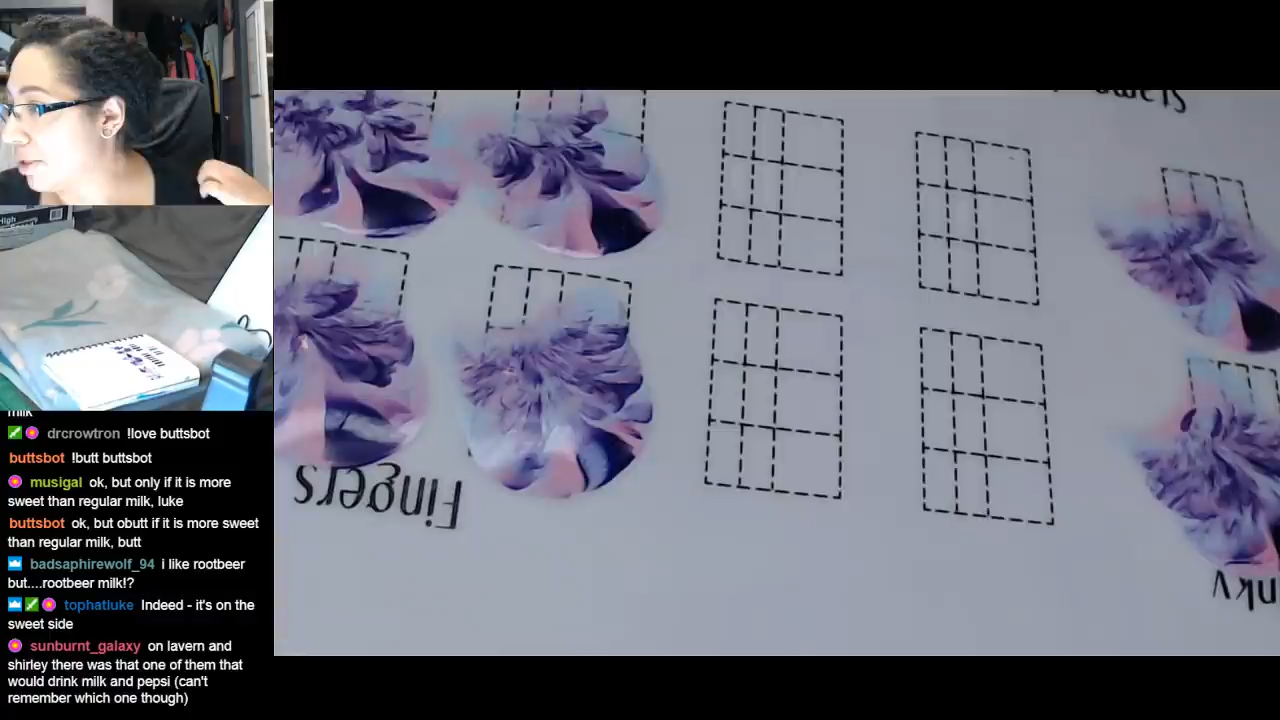 High
milk
drcrowtron !love buttsbot
buttsbot !butt buttsbot
musigal ok, but only if it is more
sweet than regular milk, luke
buttsbot ok, but obutt if it is more sweet
than regular milk, butt
badsaphirewolf_94 i like rootbeer
but....rootbeer milk!?
tophatluke Indeed - it's on the
sweet side
sunburnt_galaxy on lavern and
shirley there was that one of them that
would drink milk and pepsi (can't
remember which one though)
Fingers